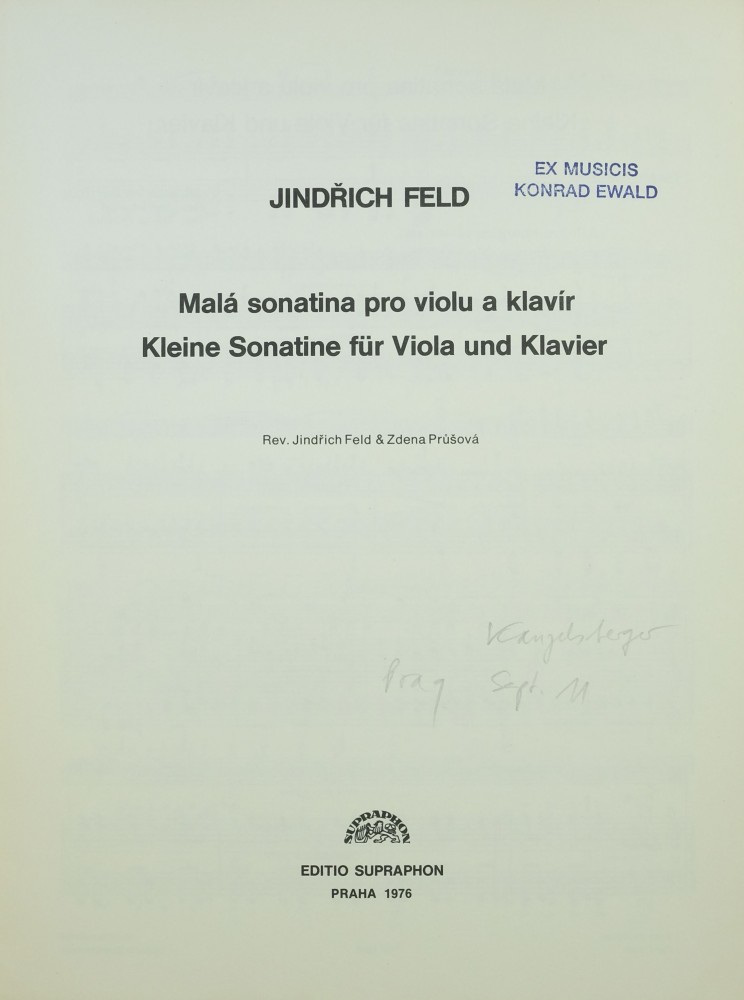 JINDŘICH FELD
EX MUSICIS
KONRAD EWALD
Malá sonatina pro violu a klavír
Kleine Sonatine für Viola und Klavier
Rev. Jindřich Feld & Zdena Průšová
Kanzelsberger
Prag Sept. 11
SUPRAPHON
EDITIO SUPRAPHON
PRAHA 1976